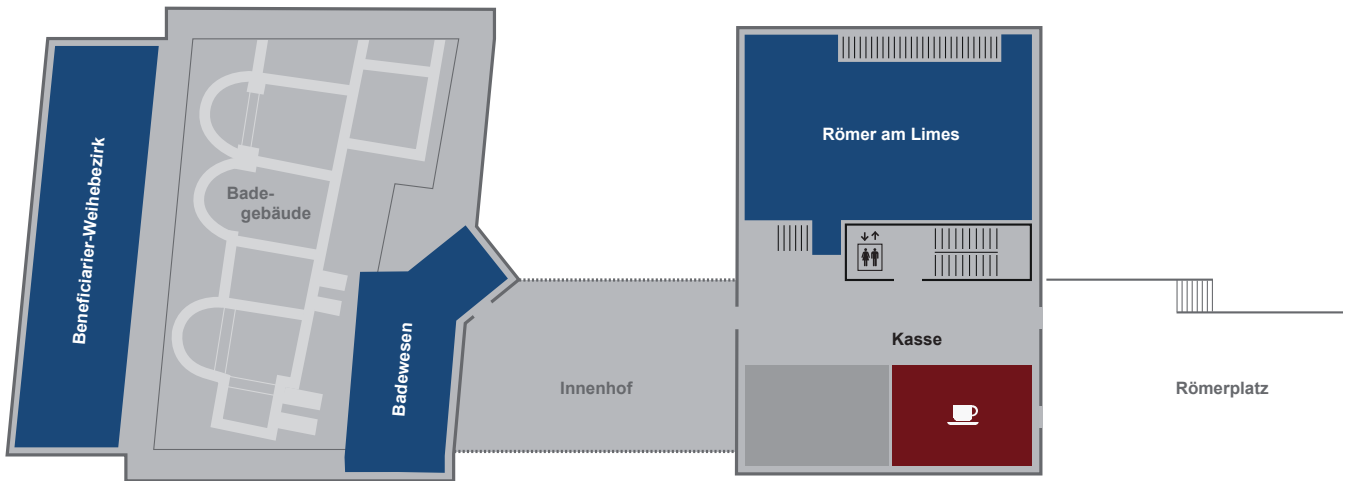 Beneficiarier-Weihebezirk
Bade-
gebäude
Badewesen
Innenhof
Römer am Limes
Kasse
Römerplatz